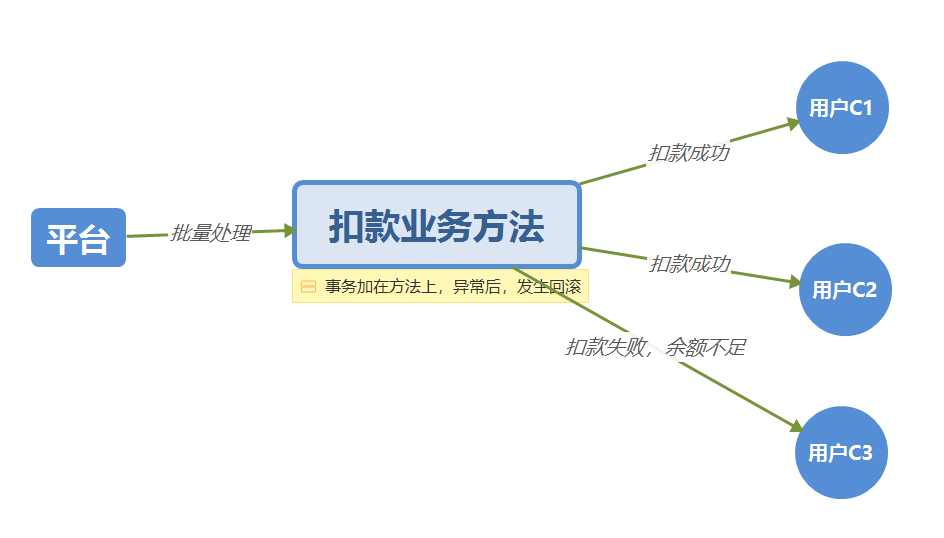 平台
批量处理
扣款业务方法
事务加在方法上，异常后，发生回滚
扣款成功
用户C1
扣款成功
用户C2
扣款失败，余额不足
用户C3